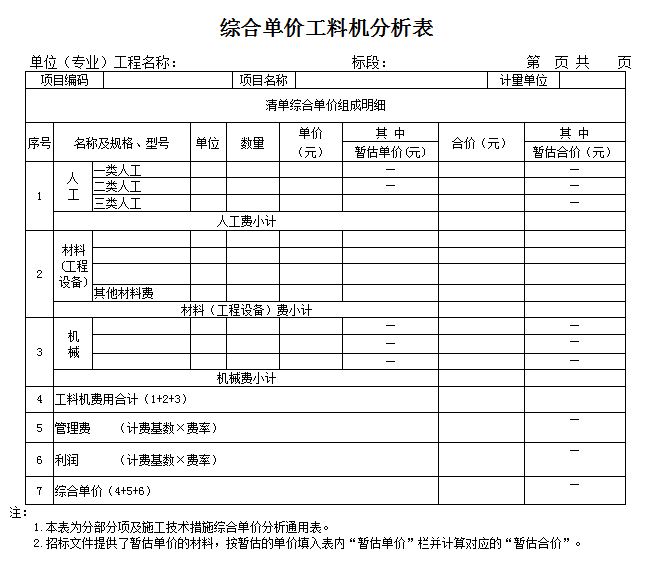 综合单价工料机分析表
单位（专业）工程名称： 标段： 第 页 共 页
项目编码 项目名称 计量单位
清单综合单价组成明细
序号 名称及规格、型号 单位 数量 单价（元） 其 中 合价（元） 其 中
暂估单价(元) 暂估合价（元）
1 人工 一类人工 — —
二类人工 — —
三类人工 —
人工费小计
2 材料(工程设备)
其他材料费
材料（工程设备）费小计
3 机械 — —
— —
— —
机械费小计
4 工料机费用合计（1+2+3）
5 管理费 （计费基数×费率） —
6 利润 （计费基数×费率） —
7 综合单价（4+5+6） —
注：
1.本表为分部分项及施工技术措施综合单价分析通用表。
2.招标文件提供了暂估单价的材料，按暂估的单价填入表内“暂估单价”栏并计算对应的“暂估合价”。